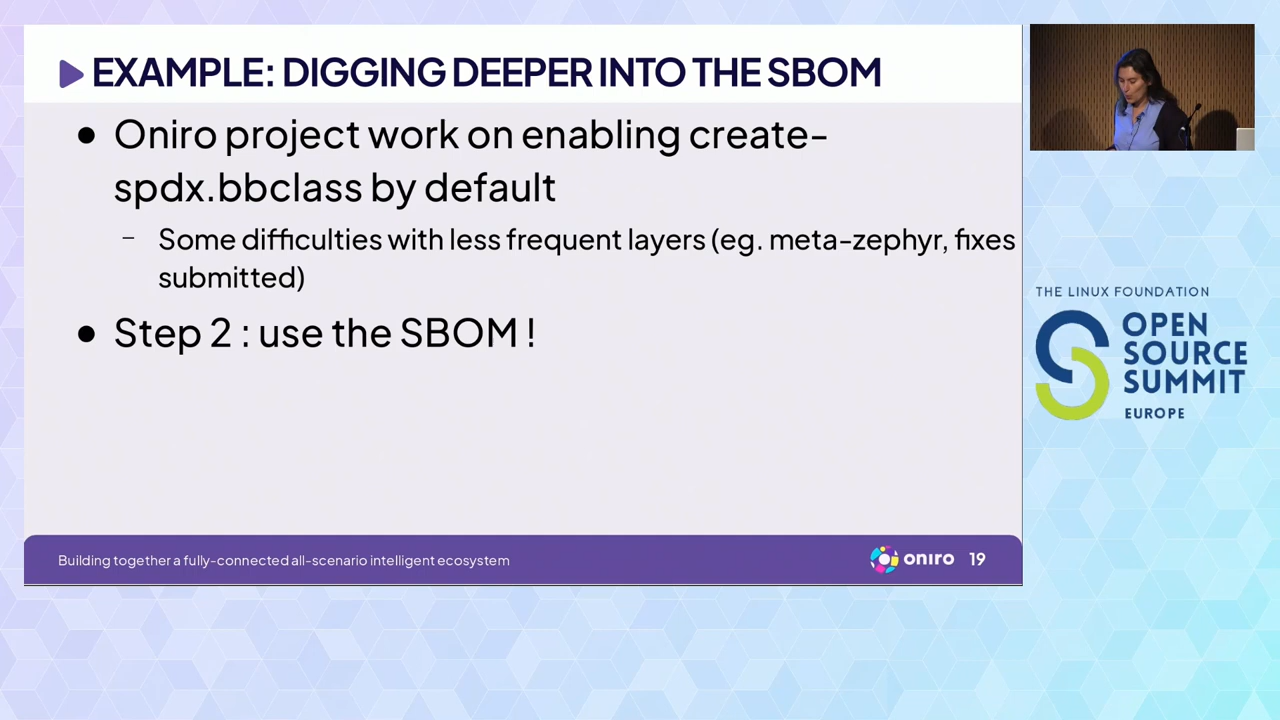 EXAMPLE: DIGGING DEEPER INTO THE SBOM
● Oniro project work on enabling create-
spdx.bbclass by default
– Some difficulties with less frequent layers (eg. meta-zephyr, fixes
submitted)
● Step 2 : use the SBOM !
Building together a fully-connected all-scenario intelligent ecosystem
oniro 19
THE LINUX FOUNDATION
OPEN
SOURCE
SUMMIT
EUROPE